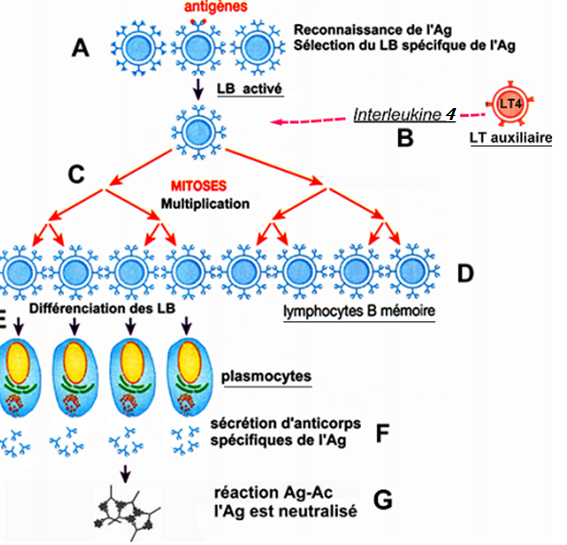 antigènes
A
Reconnaissance de l'Ag
Sélection du LB spécifque de l'Ag
LB activé
Interleukine 4
LT4
B
LT auxiliaire
C
MITOSES
Multiplication
D
E
Différenciation des LB
lymphocytes B mémoire
plasmocytes
sécrétion d'anticorps
spécifiques de l'Ag
F
réaction Ag-Ac
l'Ag est neutralisé
G